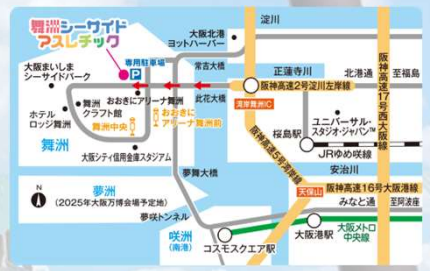 舞洲シーサイド
アスレチック
専用駐車場
P
大阪北港
ヨットハーバー
淀川
常吉大橋
正蓮寺川
北港通
至福島
大阪まいしま
シーサイドパーク
おおきにアリーナ舞洲
此花大橋
阪神高速2号淀川左岸線
湾岸舞洲IC
阪神高速17号西大阪線
ホテル
ロッジ舞洲
舞洲
クラフト館
舞洲中央
おおきに
アリーナ舞洲前
大阪シティ信用金庫スタジアム
舞洲
桜島駅
ユニバーサル・
スタジオ・ジャパン™
JRゆめ咲線
阪神高速5号湾岸線
安治川
夢舞大橋
天保山
阪神高速16号大阪港線
みなと通
至阿波座
N
夢洲
(2025年大阪万博会場予定地)
夢咲トンネル
咲洲
(南港)
コスモスクエア駅
大阪港駅
大阪メトロ
中央線